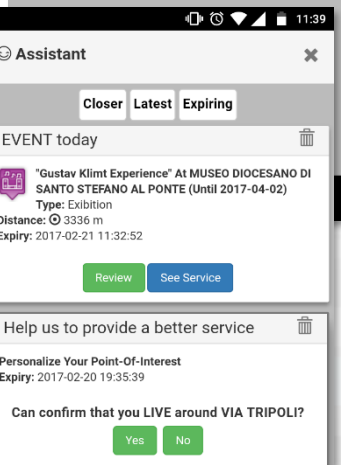 11:39
Assistant
Closer Latest Expiring
EVENT today
"Gustav Klimt Experience" At MUSEO DIOCESANO DI
SANTO STEFANO AL PONTE (Until 2017-04-02)
Type: Exibition
Distance: 3336 m
Expiry: 2017-02-21 11:32:52
Review See Service
Help us to provide a better service
Personalize Your Point-Of-Interest
Expiry: 2017-02-20 19:35:39
Can confirm that you LIVE around VIA TRIPOLI?
Yes No